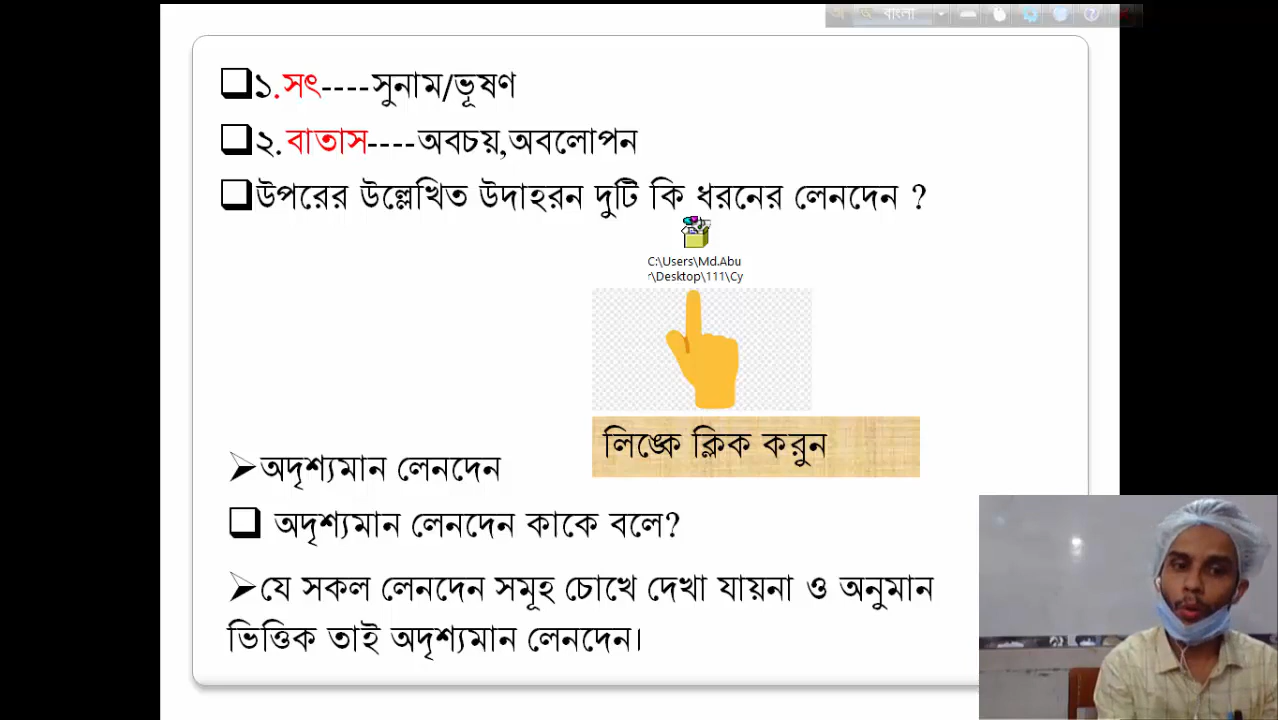 বাংলা
১.সৎ----সুনাম/ভূষণ
২.বাতাস----অবচয়,অবলোপন
উপরের উল্লেখিত উদাহরন দুটি কি ধরনের লেনদেন ?
C:\Users\Md.Abu
r\Desktop\111\Cy
লিঙ্কে ক্লিক করুন
অদৃশ্যমান লেনদেন
অদৃশ্যমান লেনদেন কাকে বলে?
যে সকল লেনদেন সমূহ চোখে দেখা যায়না ও অনুমান
ভিত্তিক তাই অদৃশ্যমান লেনদেন।